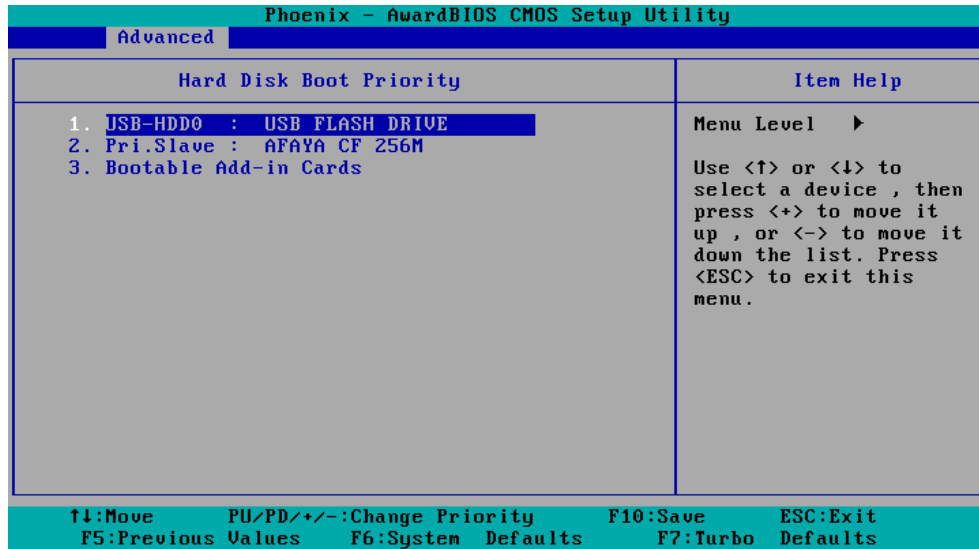 Phoenix - AwardBIOS CMOS Setup Utility
Advanced
Hard Disk Boot Priority
1. USB-HDD0 : USB FLASH DRIVE
2. Pri.Slave : AFAYA CF 256M
3. Bootable Add-in Cards
Item Help
Menu Level ▶
Use <↑> or <↓> to
select a device , then
press <+> to move it
up , or <-> to move it
down the list. Press
<ESC> to exit this
menu.
↑↓:Move PU/PD/+/-:Change Priority F10:Save ESC:Exit
F5:Previous Values F6:System Defaults F7:Turbo Defaults